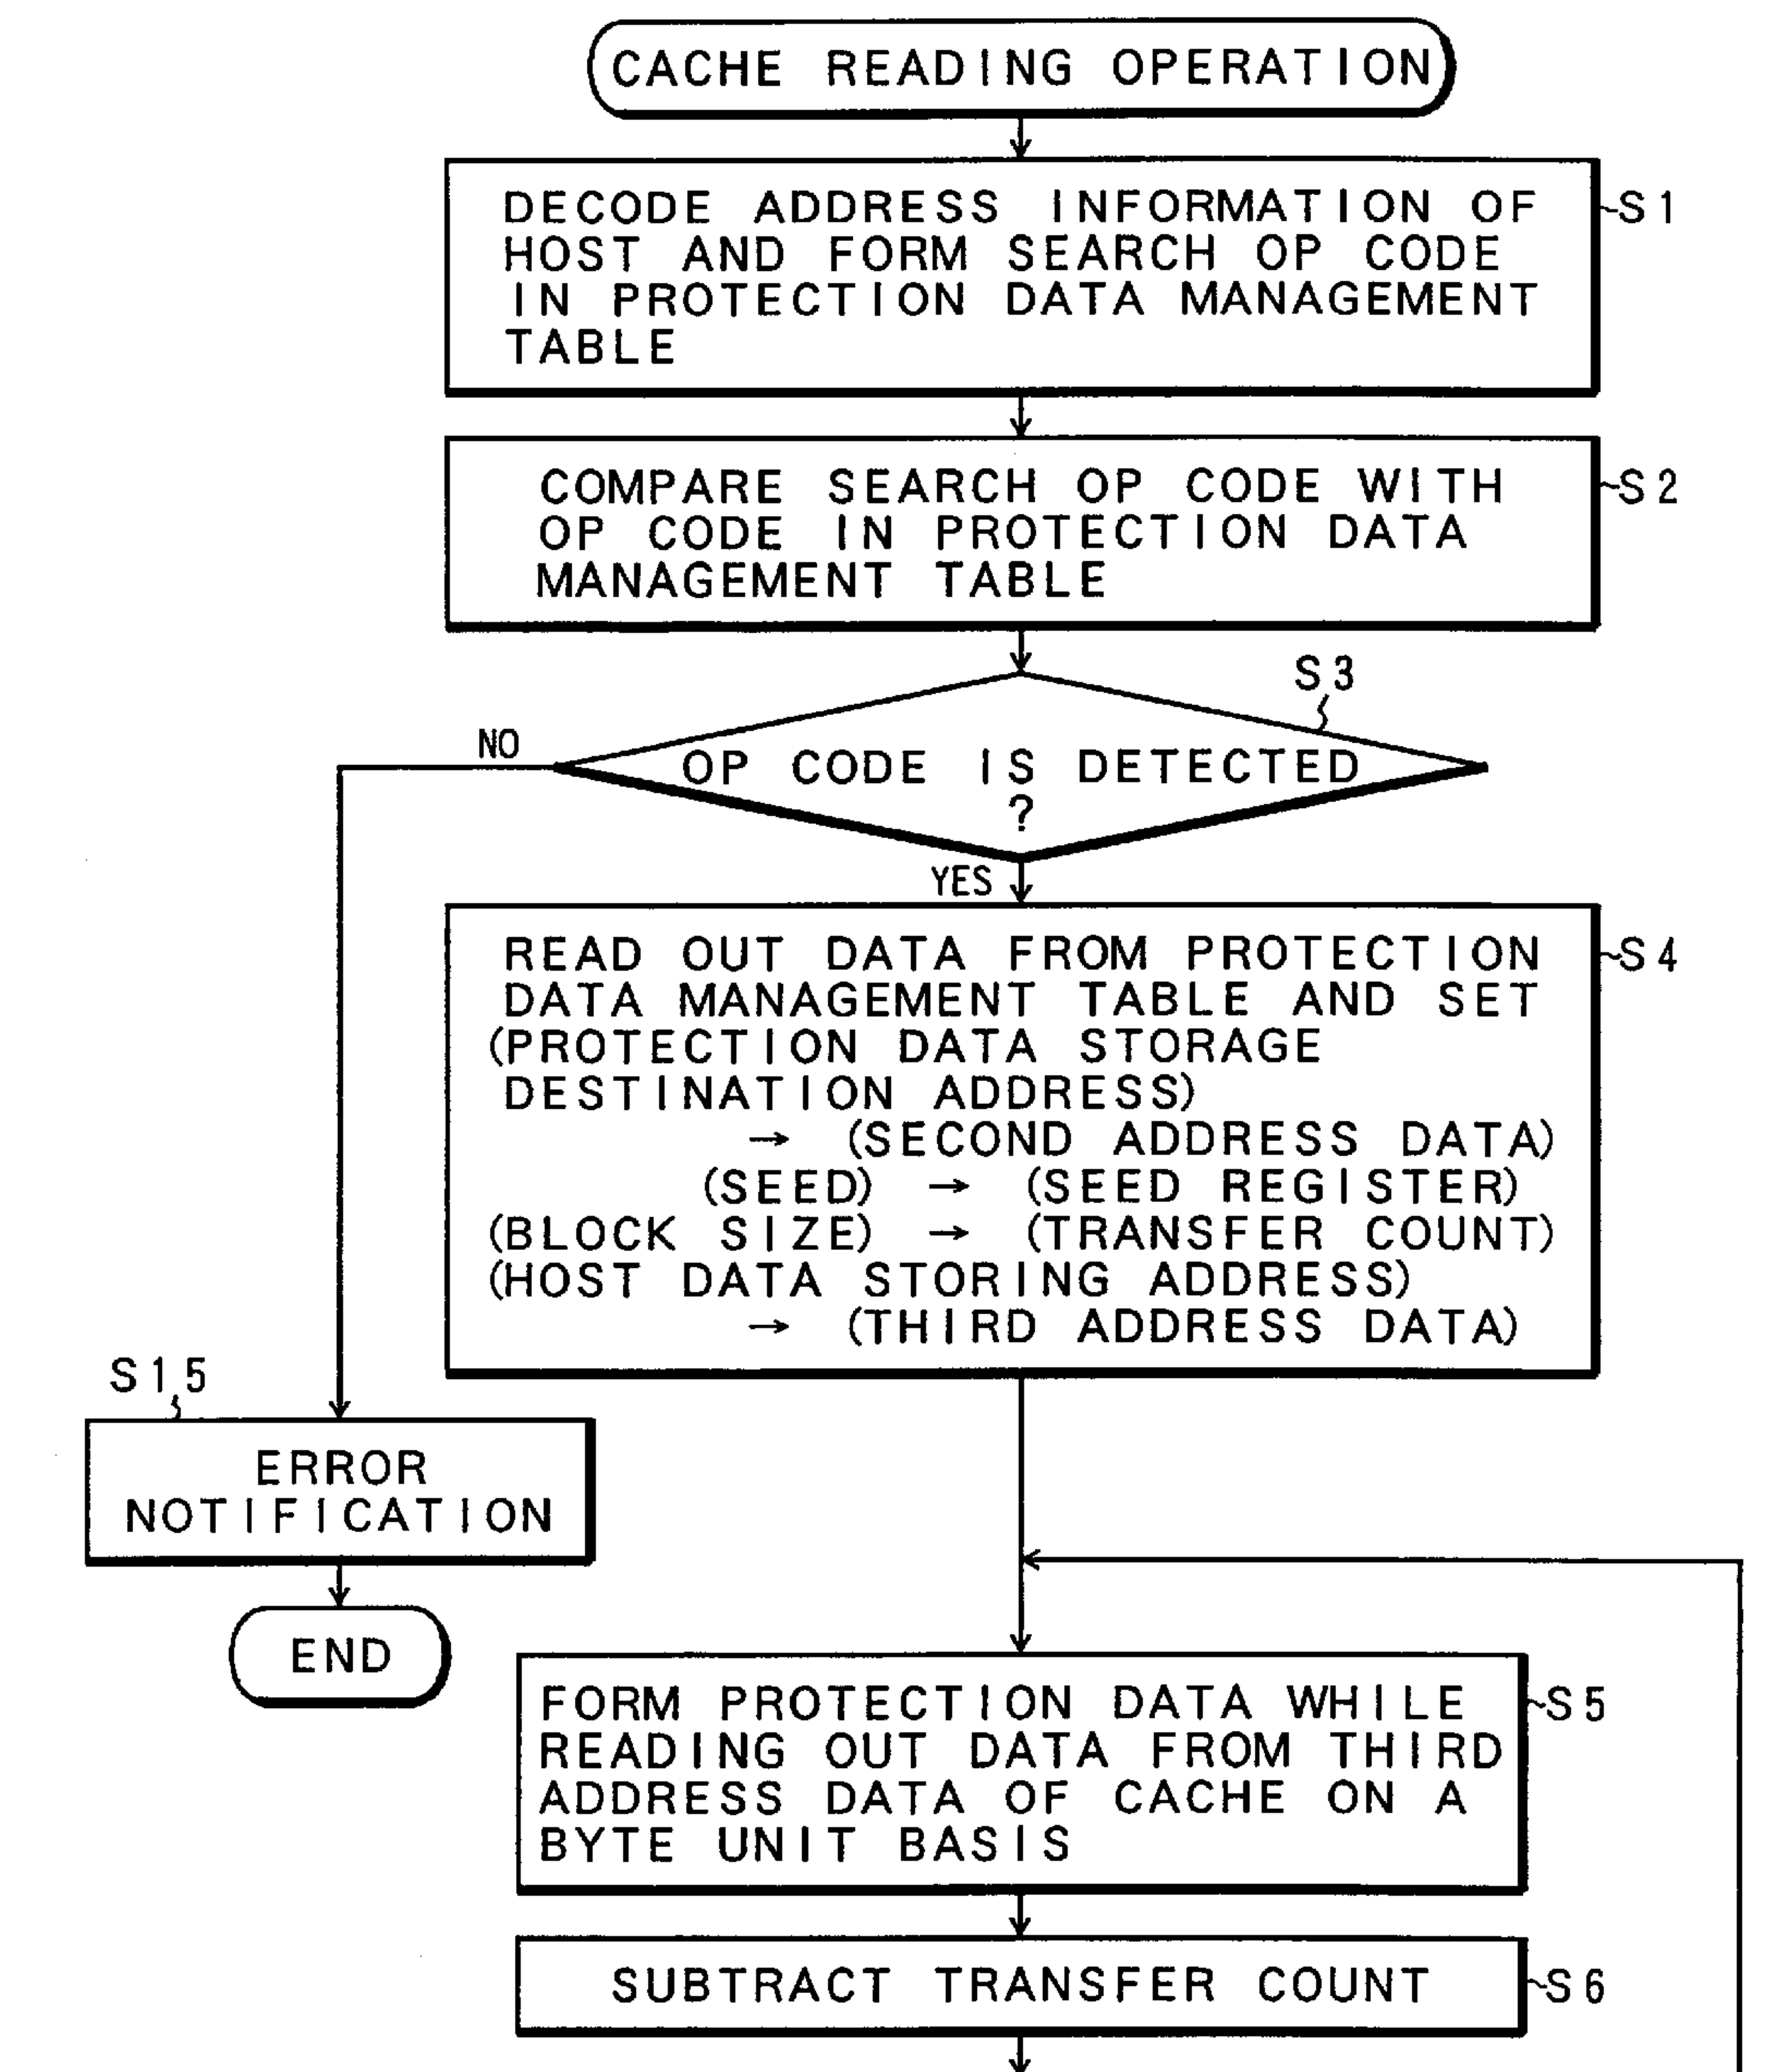 CACHE READING OPERATION
DECODE ADDRESS INFORMATION OF
HOST AND FORM SEARCH OP CODE
IN PROTECTION DATA MANAGEMENT
TABLE
S1
COMPARE SEARCH OP CODE WITH
OP CODE IN PROTECTION DATA
MANAGEMENT TABLE
S2
S3
NO
OP CODE IS DETECTED
?
YES
READ OUT DATA FROM PROTECTION
DATA MANAGEMENT TABLE AND SET
(PROTECTION DATA STORAGE
DESTINATION ADDRESS)
→ (SECOND ADDRESS DATA)
(SEED) → (SEED REGISTER)
(BLOCK SIZE) → (TRANSFER COUNT)
(HOST DATA STORING ADDRESS)
→ (THIRD ADDRESS DATA)
S4
S15
ERROR
NOTIFICATION
END
FORM PROTECTION DATA WHILE
READING OUT DATA FROM THIRD
ADDRESS DATA OF CACHE ON A
BYTE UNIT BASIS
S5
SUBTRACT TRANSFER COUNT
S6